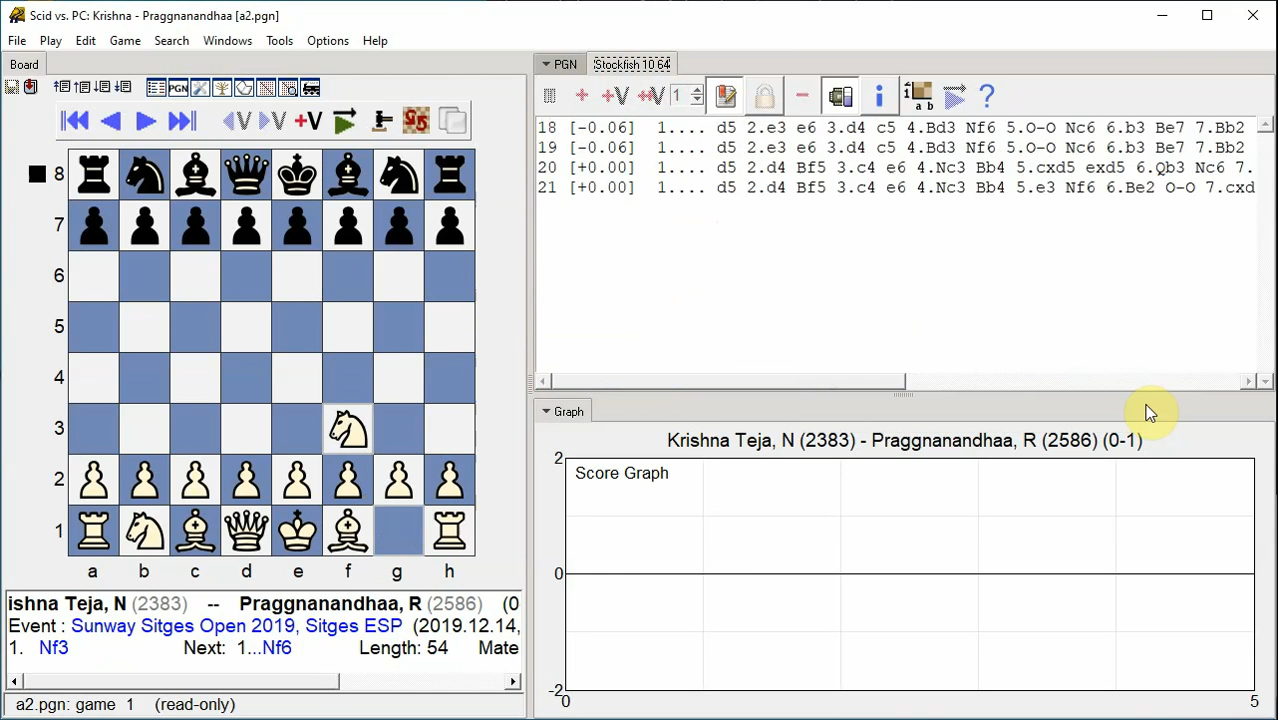 Scid vs. PC: Krishna - Praggnanandhaa [a2.pgn]
File Play Edit Game Search Windows Tools Options Help
Board
PGN
Stockfish 10 64
PGN
+V
1
a b
i
?
18 [-0.06] 1.... d5 2.e3 e6 3.d4 c5 4.Bd3 Nf6 5.O-O Nc6 6.b3 Be7 7.Bb2
19 [-0.06] 1.... d5 2.e3 e6 3.d4 c5 4.Bd3 Nf6 5.O-O Nc6 6.b3 Be7 7.Bb2
20 [+0.00] 1.... d5 2.d4 Bf5 3.c4 e6 4.Nc3 Bb4 5.cxd5 exd5 6.Qb3 Nc6 7.
21 [+0.00] 1.... d5 2.d4 Bf5 3.c4 e6 4.Nc3 Bb4 5.e3 Nf6 6.Be2 O-O 7.cxd
8
7
6
5
4
3
2
1
a b c d e f g h
ishna Teja, N (2383) -- Praggnanandhaa, R (2586) (0
Event : Sunway Sitges Open 2019, Sitges ESP (2019.12.14,
1. Nf3 Next: 1...Nf6 Length: 54 Mate
a2.pgn: game 1 (read-only)
Graph
Krishna Teja, N (2383) - Praggnanandhaa, R (2586) (0-1)
Score Graph
2
0
-2
0 5